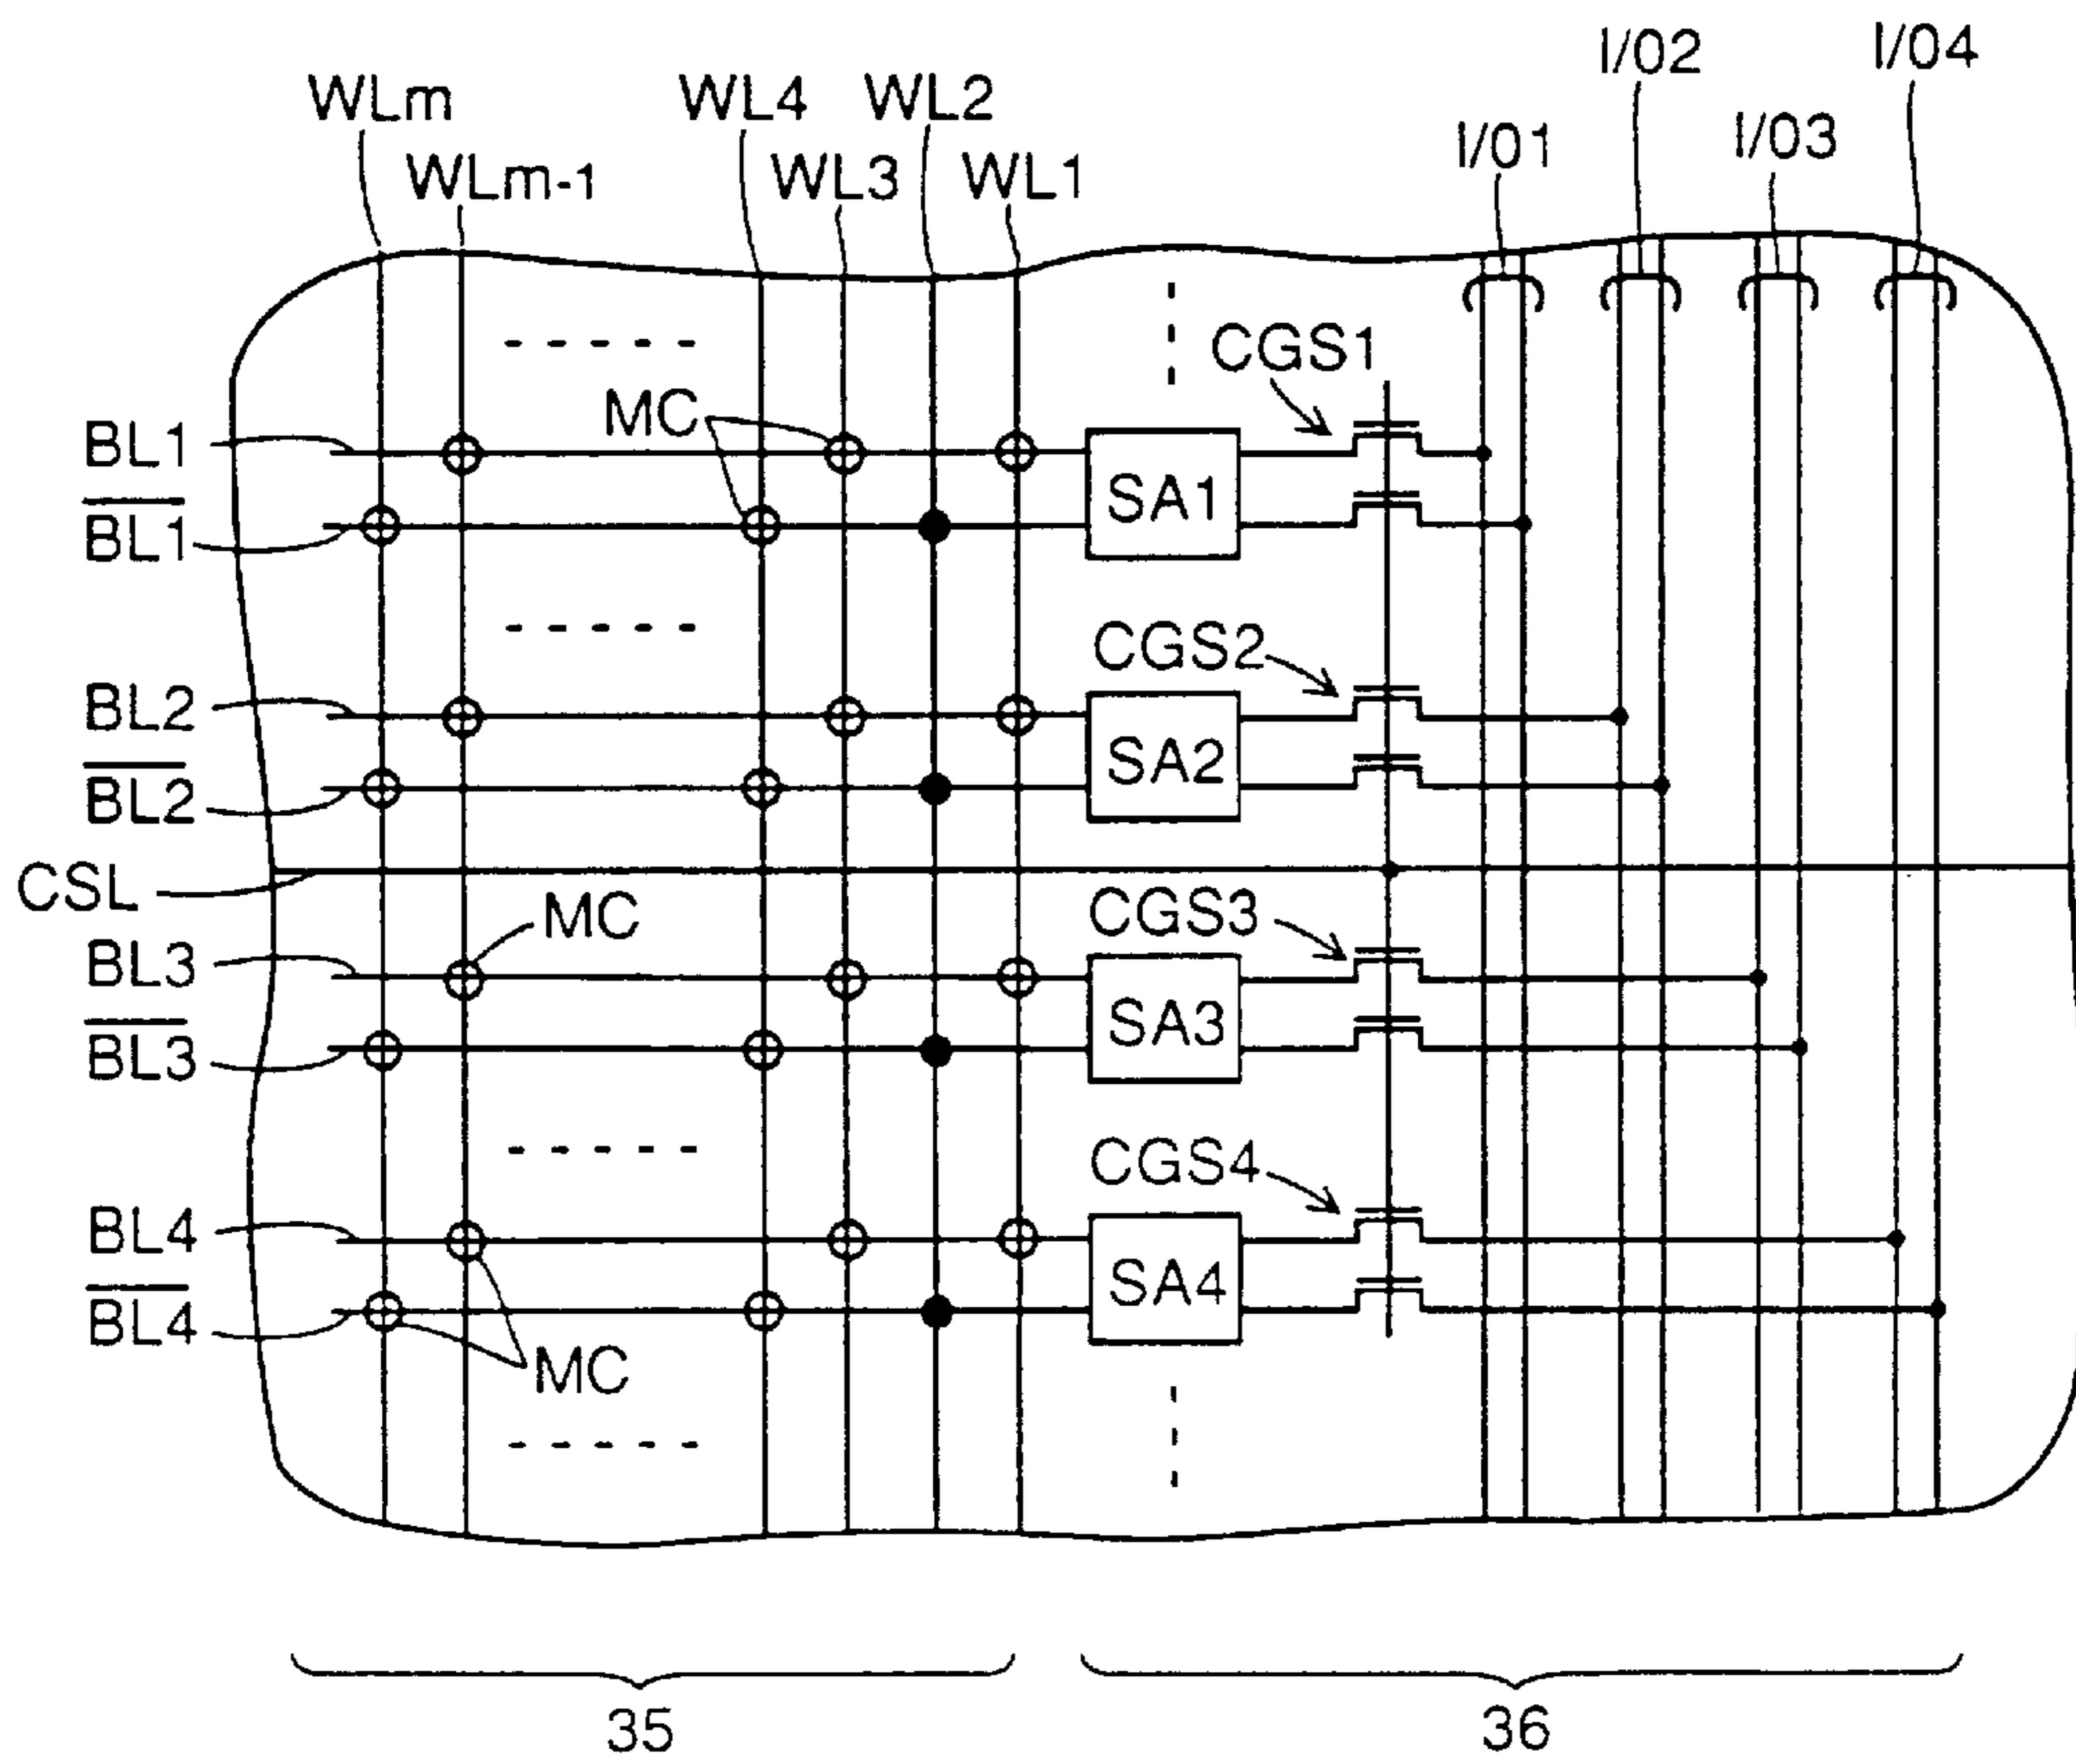 I/02 I/04
WLm WL4 WL2 I/01 I/03
WLm-1 WL3 WL1
CGS1
MC
BL1
SA1
BL1
CGS2
BL2
SA2
BL2
CSL
MC CGS3
BL3
SA3
BL3
CGS4
BL4
SA4
BL4
MC
35 36